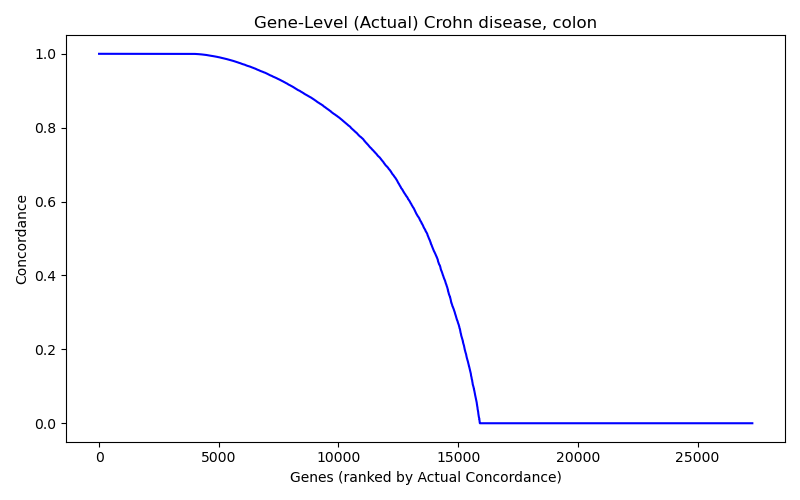 Gene-Level (Actual) Crohn disease, colon
1.0
0.8
0.6
0.4
0.2
0.0
Concordance
0 5000 10000 15000 20000 25000
Genes (ranked by Actual Concordance)